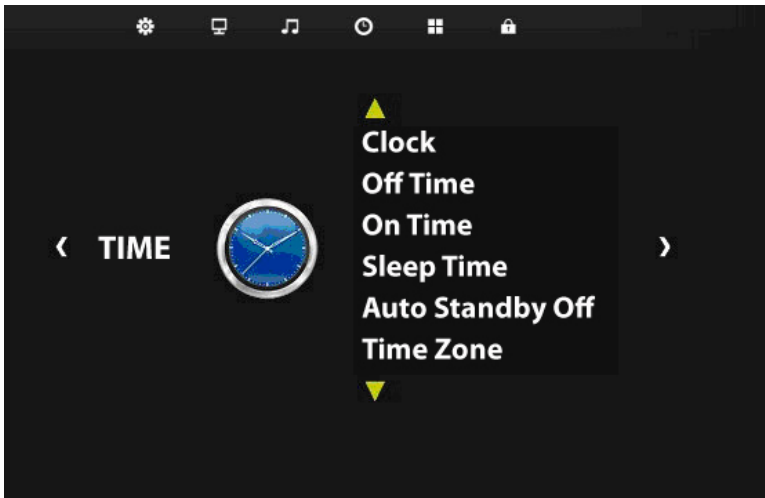 TIME
Clock
Off Time
On Time
Sleep Time
Auto Standby Off
Time Zone